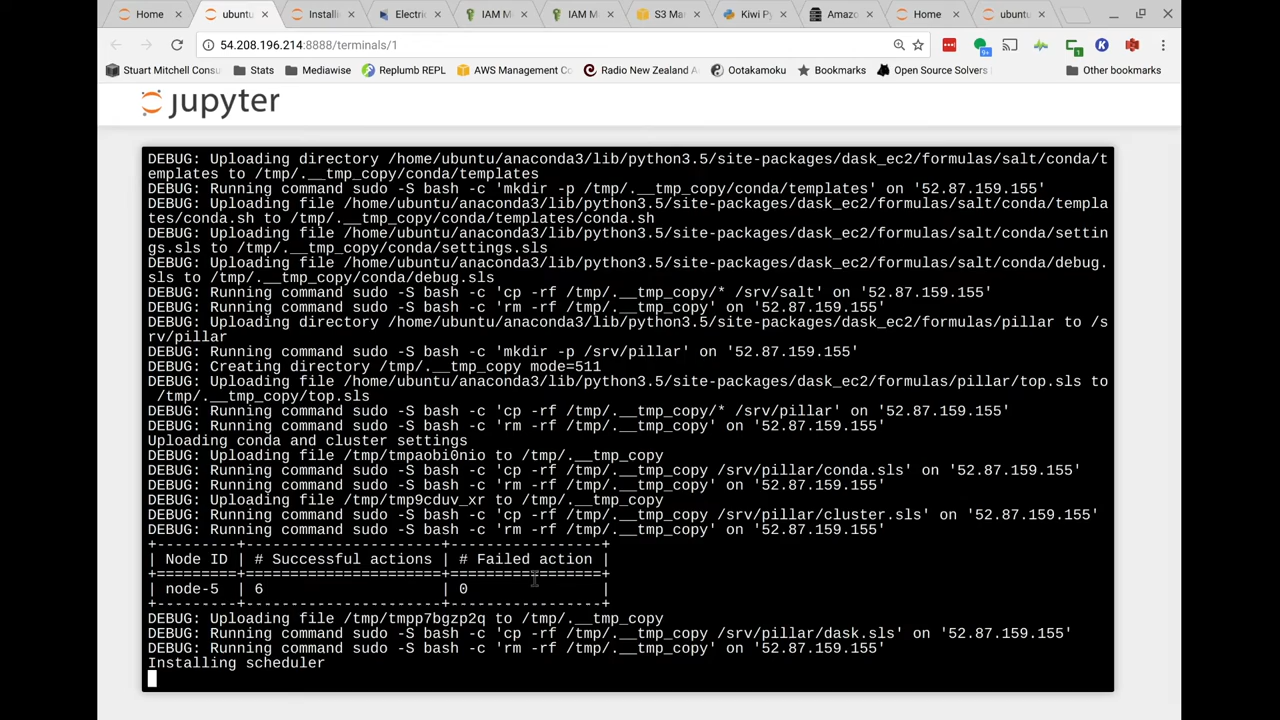 Home
ubuntu
Installi
Electric
IAM M
IAM M
S3 Ma
Kiwi Py
Amazo
Home
ubuntu
54.208.196.214:8888/terminals/1
9+
1
K
Stuart Mitchell Cons
Stats
Mediawise
Replumb REPL
AWS Management Co
Radio New Zealand A
Ootakamoku
Bookmarks
Open Source Solvers
Other bookmarks
jupyter
DEBUG: Uploading directory /home/ubuntu/anaconda3/lib/python3.5/site-packages/dask_ec2/formulas/salt/conda/t
emplates to /tmp/.__tmp_copy/conda/templates
DEBUG: Running command sudo -S bash -c 'mkdir -p /tmp/.__tmp_copy/conda/templates' on '52.87.159.155'
DEBUG: Uploading file /home/ubuntu/anaconda3/lib/python3.5/site-packages/dask_ec2/formulas/salt/conda/templa
tes/conda.sh to /tmp/.__tmp_copy/conda/templates/conda.sh
DEBUG: Uploading file /home/ubuntu/anaconda3/lib/python3.5/site-packages/dask_ec2/formulas/salt/conda/settin
gs.sls to /tmp/.__tmp_copy/conda/settings.sls
DEBUG: Uploading file /home/ubuntu/anaconda3/lib/python3.5/site-packages/dask_ec2/formulas/salt/conda/debug.
sls to /tmp/.__tmp_copy/conda/debug.sls
DEBUG: Running command sudo -S bash -c 'cp -rf /tmp/.__tmp_copy/* /srv/salt' on '52.87.159.155'
DEBUG: Running command sudo -S bash -c 'rm -rf /tmp/.__tmp_copy' on '52.87.159.155'
DEBUG: Uploading directory /home/ubuntu/anaconda3/lib/python3.5/site-packages/dask_ec2/formulas/pillar to /s
rv/pillar
DEBUG: Running command sudo -S bash -c 'mkdir -p /srv/pillar' on '52.87.159.155'
DEBUG: Creating directory /tmp/.__tmp_copy mode=511
DEBUG: Uploading file /home/ubuntu/anaconda3/lib/python3.5/site-packages/dask_ec2/formulas/pillar/top.sls to
/tmp/.__tmp_copy/top.sls
DEBUG: Running command sudo -S bash -c 'cp -rf /tmp/.__tmp_copy/* /srv/pillar' on '52.87.159.155'
DEBUG: Running command sudo -S bash -c 'rm -rf /tmp/.__tmp_copy' on '52.87.159.155'
Uploading conda and cluster settings
DEBUG: Uploading file /tmp/tmpaobi0nio to /tmp/.__tmp_copy
DEBUG: Running command sudo -S bash -c 'cp -rf /tmp/.__tmp_copy /srv/pillar/conda.sls' on '52.87.159.155'
DEBUG: Running command sudo -S bash -c 'rm -rf /tmp/.__tmp_copy' on '52.87.159.155'
DEBUG: Uploading file /tmp/tmp9cduv_xr to /tmp/.__tmp_copy
DEBUG: Running command sudo -S bash -c 'cp -rf /tmp/.__tmp_copy /srv/pillar/cluster.sls' on '52.87.159.155'
DEBUG: Running command sudo -S bash -c 'rm -rf /tmp/.__tmp_copy' on '52.87.159.155'
+---------+----------------------+-----------------+
| Node ID | # Successful actions | # Failed action |
+=========+======================+=================+
| node-5 | 6 | 0 |
+---------+----------------------+-----------------+
DEBUG: Uploading file /tmp/tmpp7bgzp2q to /tmp/.__tmp_copy
DEBUG: Running command sudo -S bash -c 'cp -rf /tmp/.__tmp_copy /srv/pillar/dask.sls' on '52.87.159.155'
DEBUG: Running command sudo -S bash -c 'rm -rf /tmp/.__tmp_copy' on '52.87.159.155'
Installing scheduler